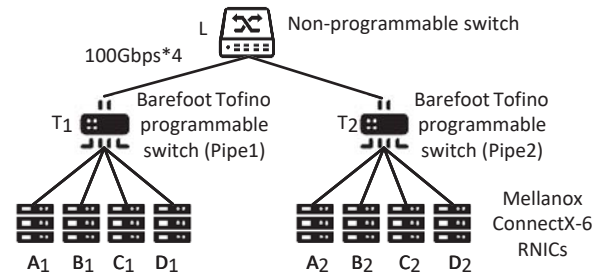 L
Non-programmable switch
100Gbps*4
T1
Barefoot Tofino
programmable
switch (Pipe1)
T2
Barefoot Tofino
programmable
switch (Pipe2)
Mellanox
ConnectX-6
RNICs
A1 B1 C1 D1
A2 B2 C2 D2